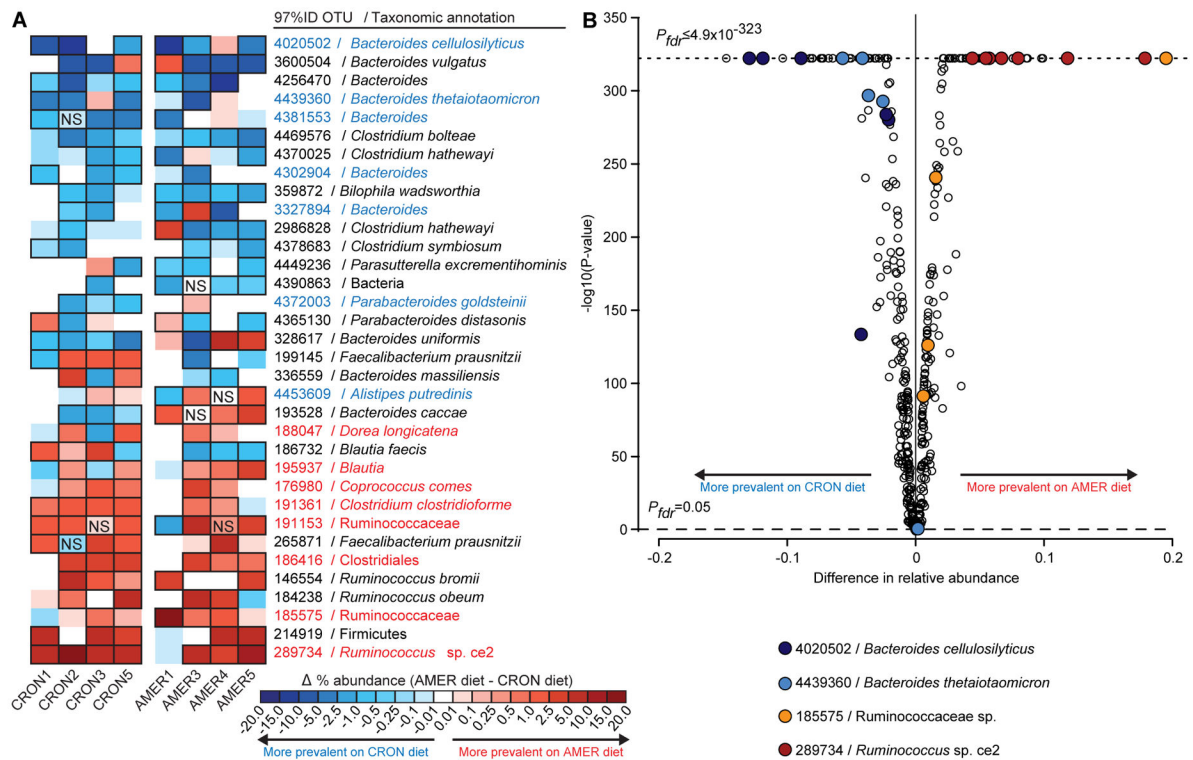 A
97%ID OTU / Taxonomic annotation
4020502 / Bacteroides cellulosilyticus
3600504 / Bacteroides vulgatus
4256470 / Bacteroides
4439360 / Bacteroides thetaiotaomicron
NS
4381553 / Bacteroides
4469576 / Clostridium bolteae
4370025 / Clostridium hathewayi
4302904 / Bacteroides
359872 / Bilophila wadsworthia
3327894 / Bacteroides
2986828 / Clostridium hathewayi
4378683 / Clostridium symbiosum
4449236 / Parasutterella excrementihominis
NS
4390863 / Bacteria
4372003 / Parabacteroides goldsteinii
4365130 / Parabacteroides distasonis
328617 / Bacteroides uniformis
199145 / Faecalibacterium prausnitzii
336559 / Bacteroides massiliensis
NS
4453609 / Alistipes putredinis
NS
193528 / Bacteroides caccae
188047 / Dorea longicatena
186732 / Blautia faecis
195937 / Blautia
176980 / Coprococcus comes
191361 / Clostridium clostridioforme
NS NS
191153 / Ruminococcaceae
NS
265871 / Faecalibacterium prausnitzii
186416 / Clostridiales
146554 / Ruminococcus bromii
184238 / Ruminococcus obeum
185575 / Ruminococcaceae
214919 / Firmicutes
289734 / Ruminococcus sp. ce2
CRON1 CRON2 CRON3 CRON5 AMER1 AMER3 AMER4 AMER5
Δ % abundance (AMER diet - CRON diet)
-20.0 -15.0 -10.0 -5.0 -2.5 -1.0 -0.5 -0.25 -0.1 -0.01 0.01 0.1 0.25 0.5 1.0 2.5 5.0 10.0 15.0 20.0
More prevalent on CRON diet
More prevalent on AMER diet
B
Pfdr≤4.9x10-323
350
300
250
200
150
100
50
0
-log10(P-value)
More prevalent on CRON diet
More prevalent on AMER diet
Pfdr=0.05
-0.2 -0.1 0 0.1 0.2
Difference in relative abundance
4020502 / Bacteroides cellulosilyticus
4439360 / Bacteroides thetaiotaomicron
185575 / Ruminococcaceae sp.
289734 / Ruminococcus sp. ce2